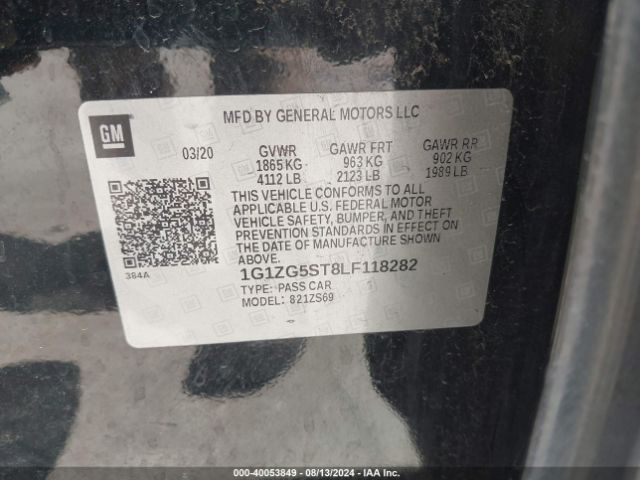 MFD BY GENERAL MOTORS LLC
GM
03/20 GVWR GAWR FRT GAWR RR
1865 KG 963 KG 902 KG
4112 LB 2123 LB 1989 LB
THIS VEHICLE CONFORMS TO ALL
APPLICABLE U.S. FEDERAL MOTOR
VEHICLE SAFETY, BUMPER, AND THEFT
PREVENTION STANDARDS IN EFFECT ON
THE DATE OF MANUFACTURE SHOWN
ABOVE.
384A
1G1ZG5ST8LF118282
TYPE: PASS CAR
MODEL: 821ZS69
000-40053849 - 08/13/2024 - IAA Inc.